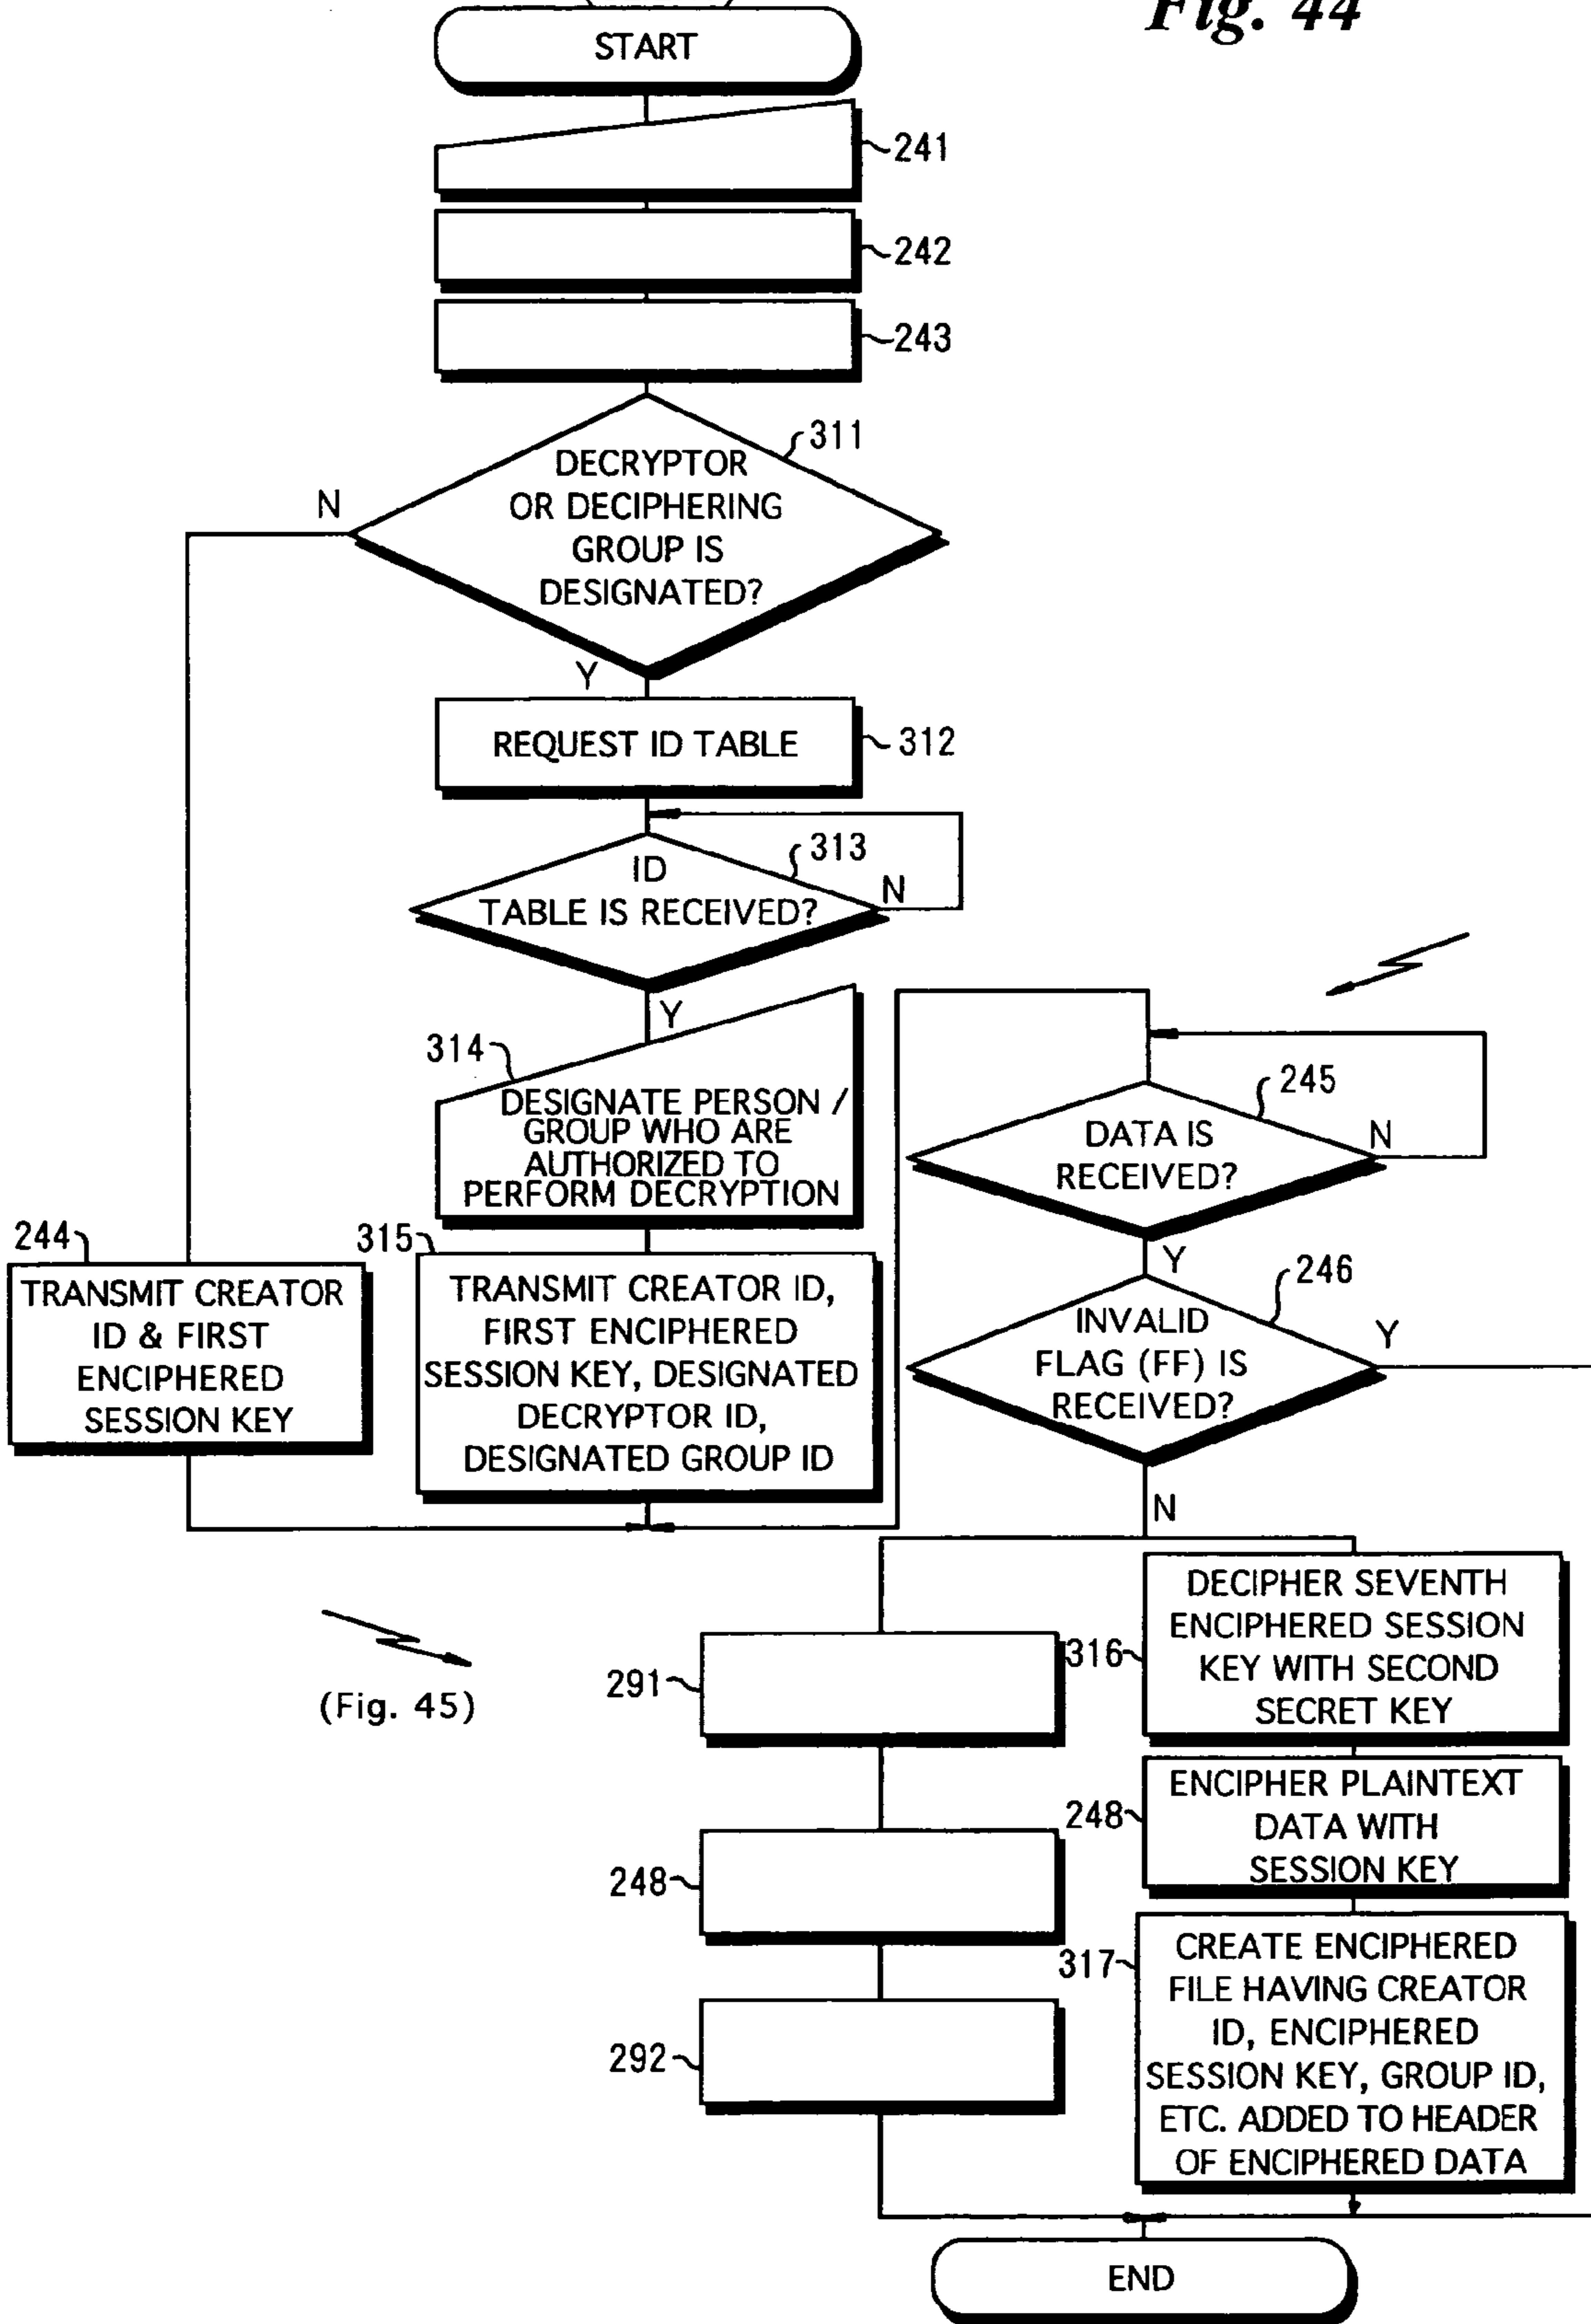 Fig. 44
START
241
242
243
311
DECRYPTOR
OR DECIPHERING
GROUP IS
DESIGNATED?
N
Y
REQUEST ID TABLE
312
313
ID
TABLE IS RECEIVED?
N
Y
314
DESIGNATE PERSON /
GROUP WHO ARE
AUTHORIZED TO
PERFORM DECRYPTION
244
TRANSMIT CREATOR
ID & FIRST
ENCIPHERED
SESSION KEY
315
TRANSMIT CREATOR ID,
FIRST ENCIPHERED
SESSION KEY, DESIGNATED
DECRYPTOR ID,
DESIGNATED GROUP ID
(Fig. 45)
245
DATA IS
RECEIVED?
N
Y
246
INVALID
FLAG (FF) IS
RECEIVED?
Y
N
291
248
292
316
DECIPHER SEVENTH
ENCIPHERED SESSION
KEY WITH SECOND
SECRET KEY
248
ENCIPHER PLAINTEXT
DATA WITH
SESSION KEY
317
CREATE ENCIPHERED
FILE HAVING CREATOR
ID, ENCIPHERED
SESSION KEY, GROUP ID,
ETC. ADDED TO HEADER
OF ENCIPHERED DATA
END